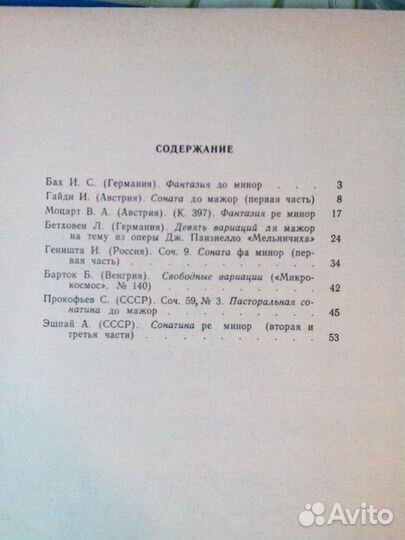 СОДЕРЖАНИЕ
Бах И. С. (Германия). Фантазия до минор . . . 3
Гайдн И. (Австрия). Соната до мажор (первая часть) 8
Моцарт В. А. (Австрия). (К. 397). Фантазия ре минор 17
Бетховен Л. (Германия). Девять вариаций ля мажор
на тему из оперы Дж. Паизиелло «Мельничиха» 24
Геништа И. (Россия). Соч. 9. Соната фа минор (пер-
вая часть) . . . . . . . . 34
Барток Б. (Венгрия). Свободные вариации («Микро-
космос», № 140) . . . . . . . 42
Прокофьев С. (СССР). Соч. 59, № 3. Пасторальная со-
натина до мажор . . . . . . . 45
Эшпай А. (СССР). Сонатина ре минор (вторая и
третья части) . . . . . . . . 53
Avito